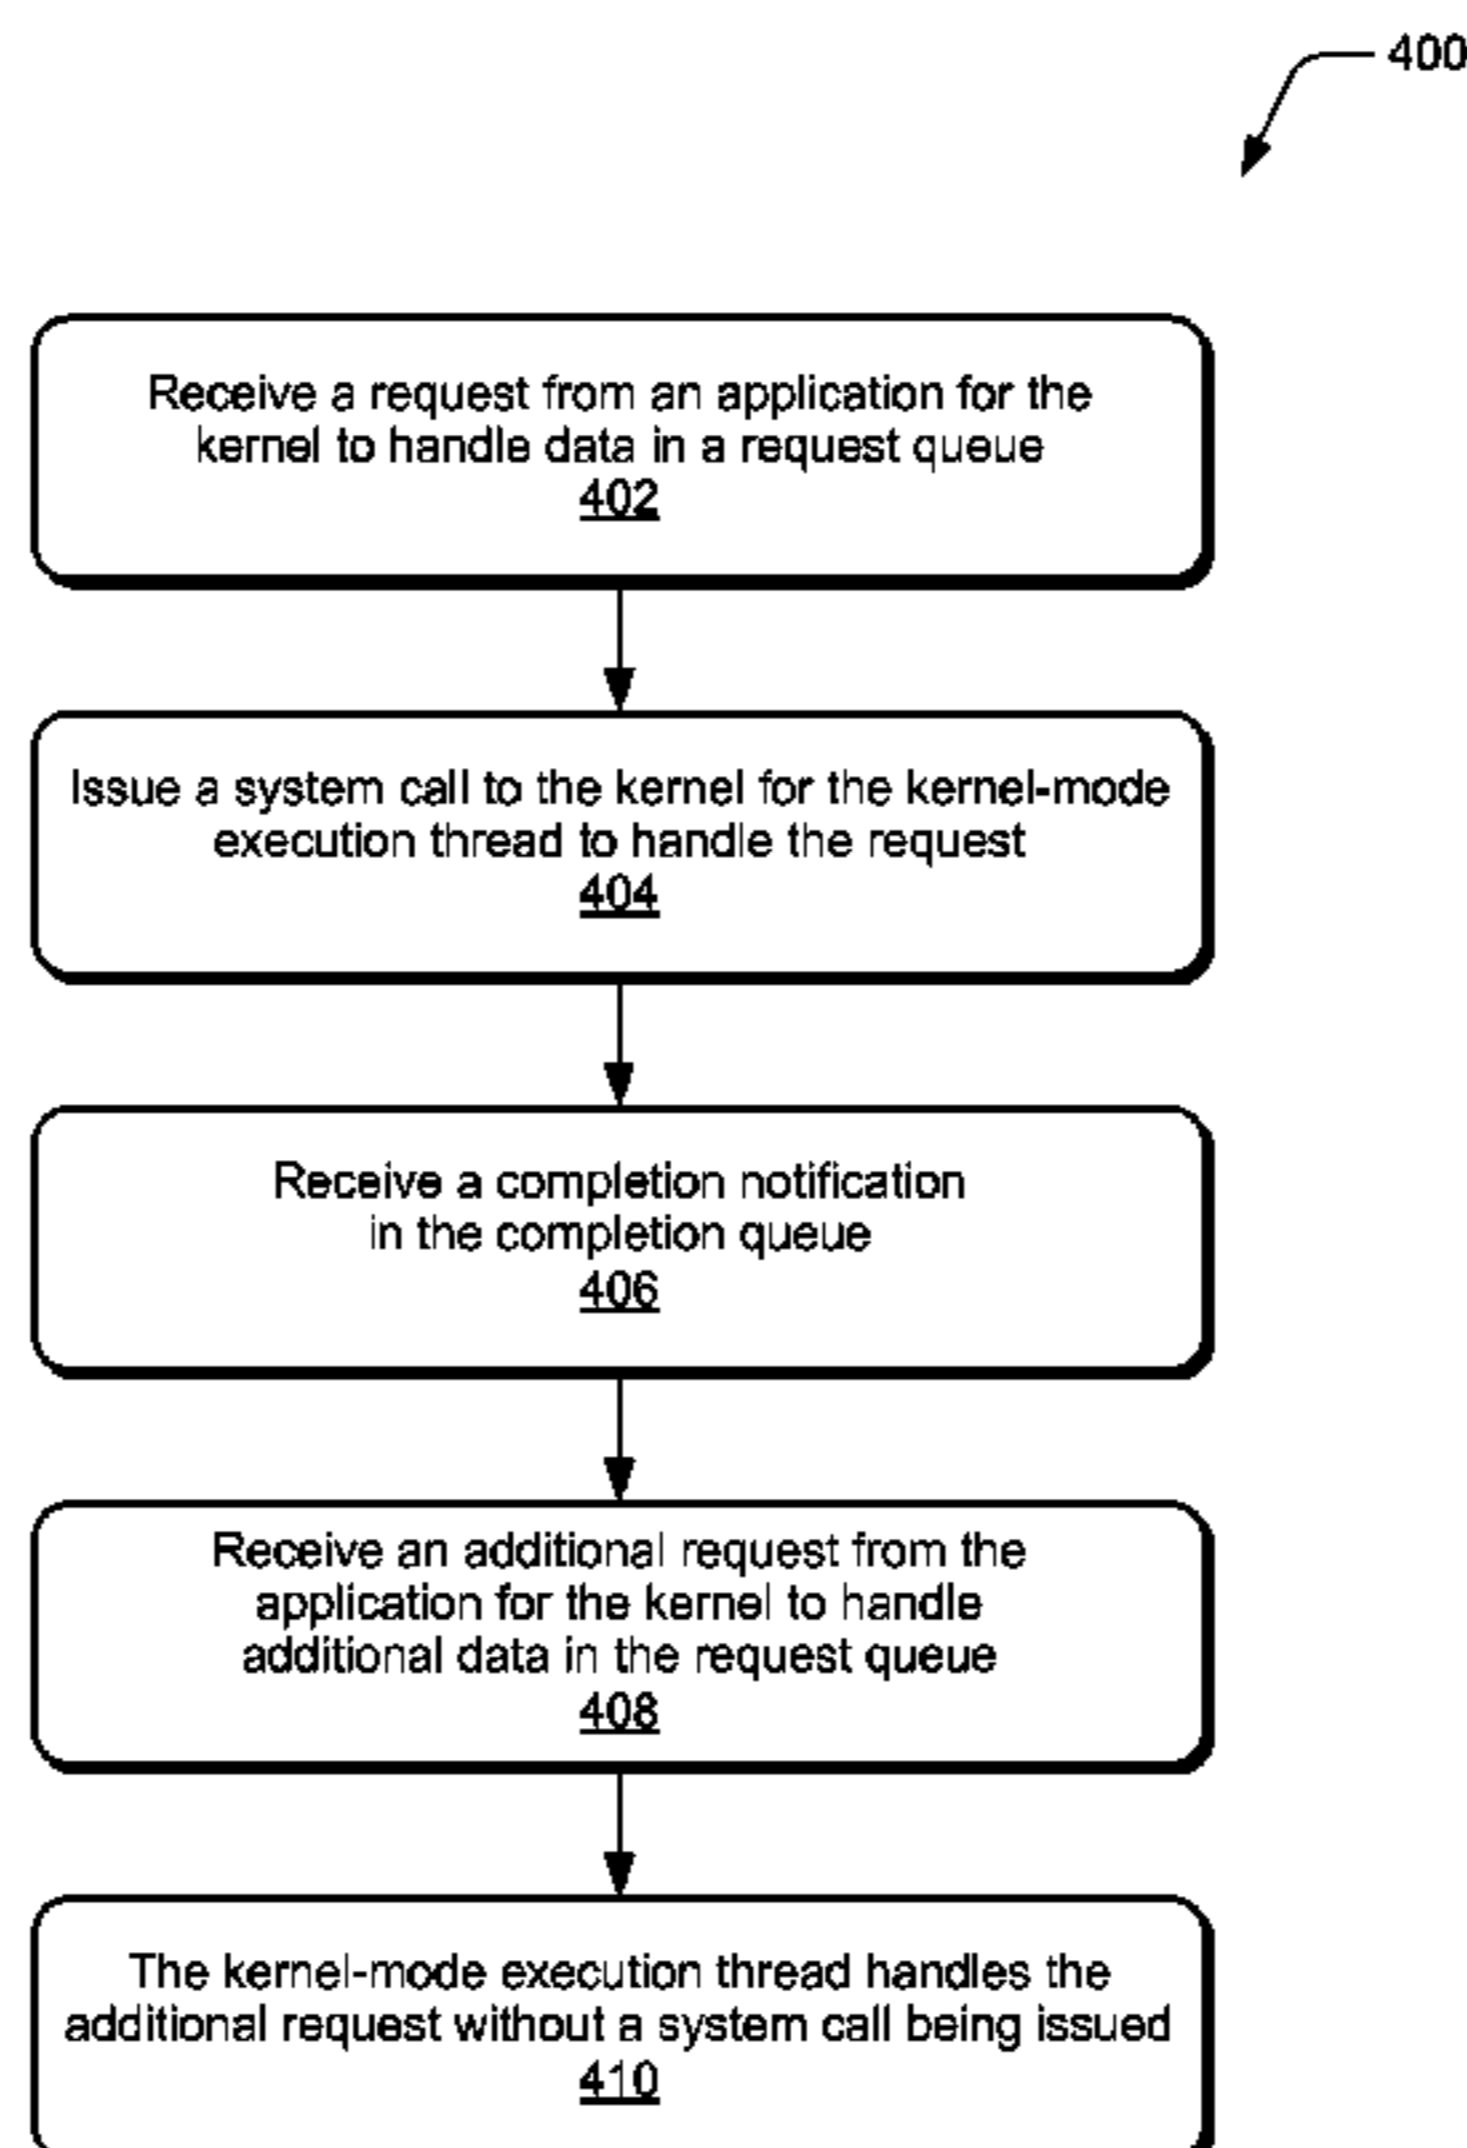 400
Receive a request from an application for the
kernel to handle data in a request queue
402
Issue a system call to the kernel for the kernel-mode
execution thread to handle the request
404
Receive a completion notification
in the completion queue
406
Receive an additional request from the
application for the kernel to handle
additional data in the request queue
408
The kernel-mode execution thread handles the
additional request without a system call being issued
410